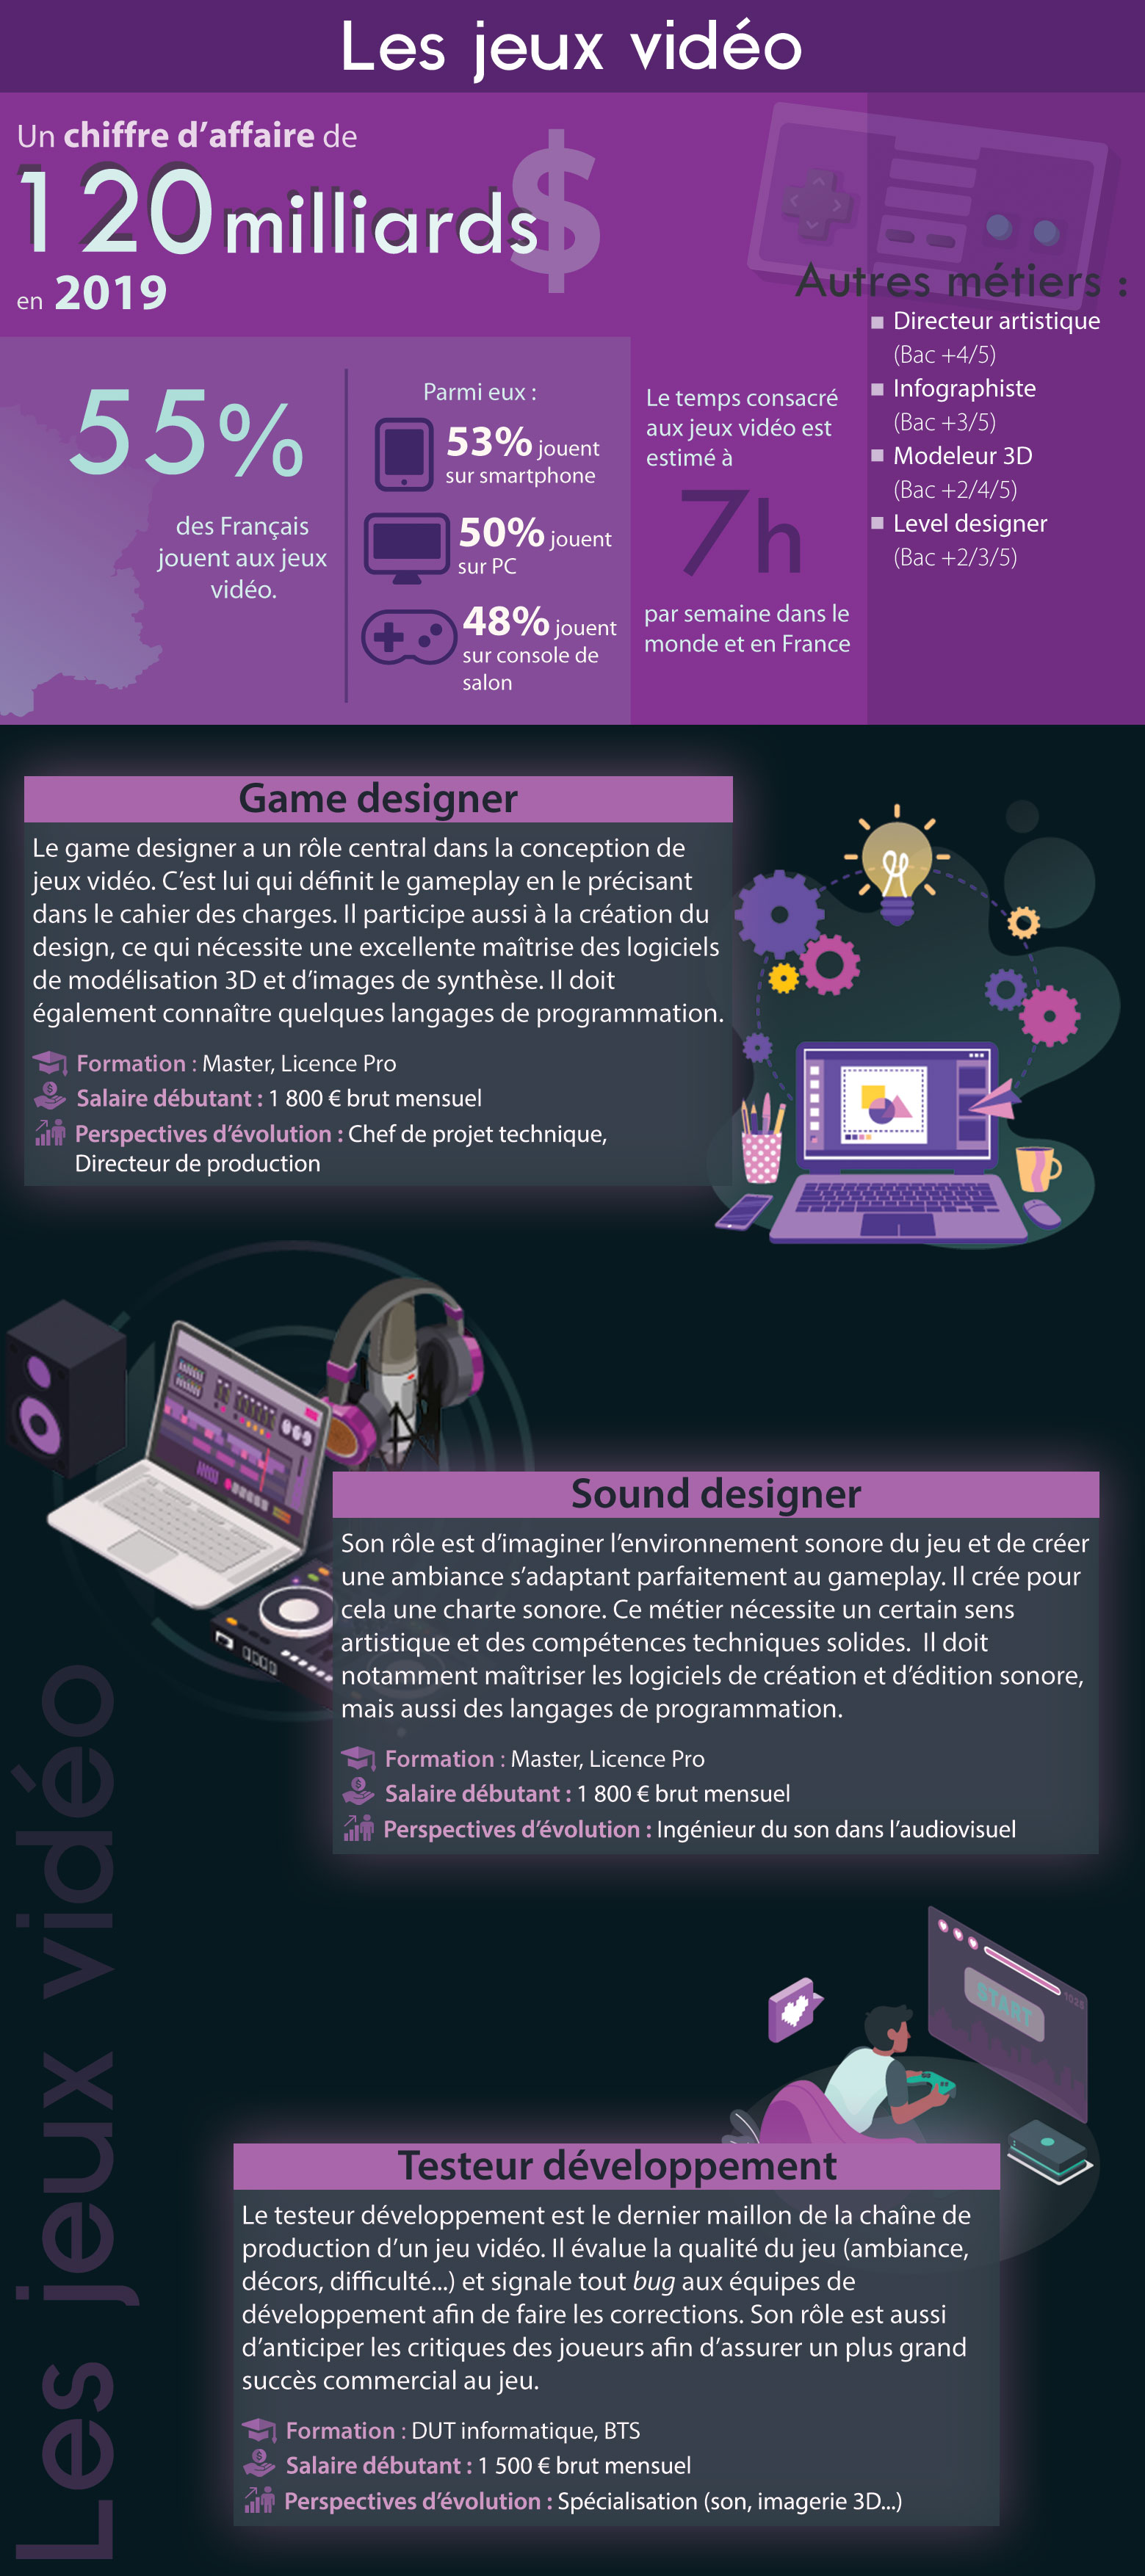 Les jeux vidéo
Un chiffre d'affaire de
120 milliards $
en 2019
55%
des Français
jouent aux jeux
vidéo.
Parmi eux :
53% jouent
sur smartphone
50% jouent
sur PC
48% jouent
sur console de
salon
Le temps consacré
aux jeux vidéo est
estimé à
7h
par semaine dans le
monde et en France
Autres métiers :
Directeur artistique
(Bac +4/5)
Infographiste
(Bac +3/5)
Modeleur 3D
(Bac +2/4/5)
Level designer
(Bac +2/3/5)
Game designer
Le game designer a un rôle central dans la conception de
jeux vidéo. C'est lui qui définit le gameplay en le précisant
dans le cahier des charges. Il participe aussi à la création du
design, ce qui nécessite une excellente maîtrise des logiciels
de modélisation 3D et d'images de synthèse. Il doit
également connaître quelques langages de programmation.
Formation : Master, Licence Pro
Salaire débutant : 1 800 € brut mensuel
Perspectives d'évolution : Chef de projet technique,
Directeur de production
Sound designer
Son rôle est d'imaginer l'environnement sonore du jeu et de créer
une ambiance s'adaptant parfaitement au gameplay. Il crée pour
cela une charte sonore. Ce métier nécessite un certain sens
artistique et des compétences techniques solides. Il doit
notamment maîtriser les logiciels de création et d'édition sonore,
mais aussi des langages de programmation.
Formation : Master, Licence Pro
Salaire débutant : 1 800 € brut mensuel
Perspectives d'évolution : Ingénieur du son dans l'audiovisuel
START
1028
Testeur développement
Le testeur développement est le dernier maillon de la chaîne de
production d'un jeu vidéo. Il évalue la qualité du jeu (ambiance,
décors, difficulté...) et signale tout bug aux équipes de
développement afin de faire les corrections. Son rôle est aussi
d'anticiper les critiques des joueurs afin d'assurer un plus grand
succès commercial au jeu.
Formation : DUT informatique, BTS
Salaire débutant : 1 500 € brut mensuel
Perspectives d'évolution : Spécialisation (son, imagerie 3D...)
Les jeux vidéo